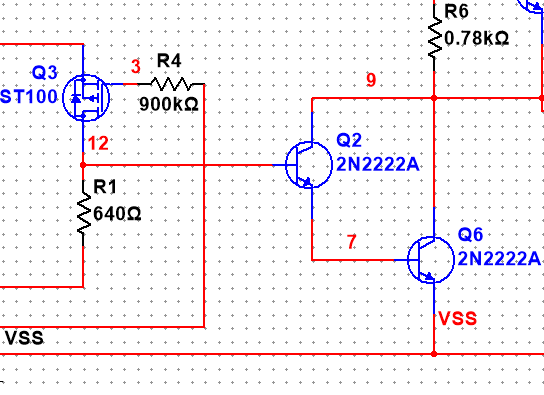 R6
0.78kΩ
3
R4
Q3
9
ST100
900kΩ
12
Q2
2N2222A
R1
640Ω
7
Q6
2N2222A
VSS
VSS